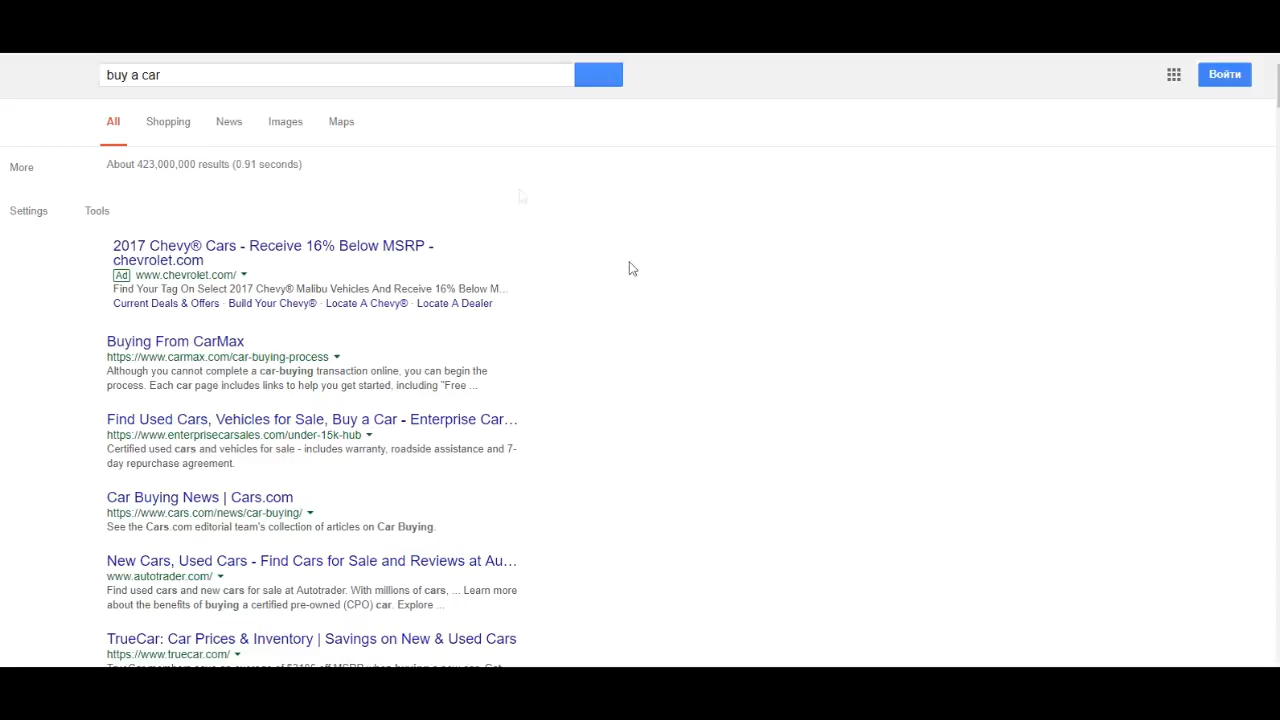 buy a car
Войти
All Shopping News Images Maps
About 423,000,000 results (0.91 seconds)
More
Settings Tools
2017 Chevy® Cars - Receive 16% Below MSRP -
chevrolet.com
Ad www.chevrolet.com/
Find Your Tag On Select 2017 Chevy® Malibu Vehicles And Receive 16% Below M...
Current Deals & Offers · Build Your Chevy® · Locate A Chevy® · Locate A Dealer
Buying From CarMax
https://www.carmax.com/car-buying-process
Although you cannot complete a car-buying transaction online, you can begin the
process. Each car page includes links to help you get started, including "Free ...
Find Used Cars, Vehicles for Sale, Buy a Car - Enterprise Car...
https://www.enterprisecarsales.com/under-15k-hub
Certified used cars and vehicles for sale - includes warranty, roadside assistance and 7-
day repurchase agreement.
Car Buying News | Cars.com
https://www.cars.com/news/car-buying/
See the Cars.com editorial team's collection of articles on Car Buying.
New Cars, Used Cars - Find Cars for Sale and Reviews at Au...
www.autotrader.com/
Find used cars and new cars for sale at Autotrader. With millions of cars, ... Learn more
about the benefits of buying a certified pre-owned (CPO) car. Explore ...
TrueCar: Car Prices & Inventory | Savings on New & Used Cars
https://www.truecar.com/